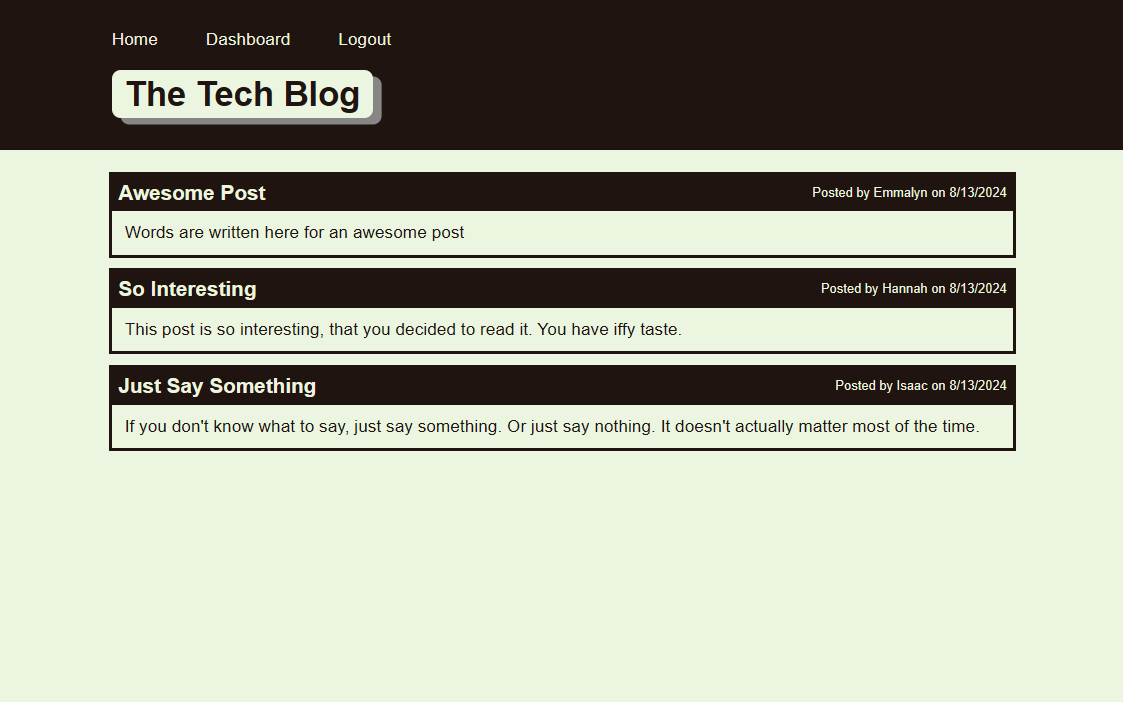 Home Dashboard Logout
The Tech Blog
Awesome Post Posted by Emmalyn on 8/13/2024
Words are written here for an awesome post
So Interesting Posted by Hannah on 8/13/2024
This post is so interesting, that you decided to read it. You have iffy taste.
Just Say Something Posted by Isaac on 8/13/2024
If you don't know what to say, just say something. Or just say nothing. It doesn't actually matter most of the time.